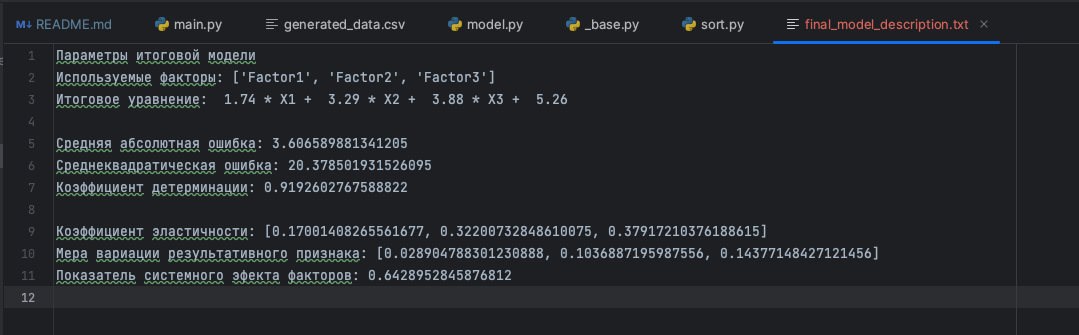 README.md main.py generated_data.csv model.py _base.py sort.py final_model_description.txt
1 Параметры итоговой модели
2 Используемые факторы: ['Factor1', 'Factor2', 'Factor3']
3 Итоговое уравнение:  1.74 * X1 +  3.29 * X2 +  3.88 * X3 +  5.26
4
5 Средняя абсолютная ошибка: 3.606589881341205
6 Среднеквадратическая ошибка: 20.378501931526095
7 Коэффициент детерминации: 0.9192602767588822
8
9 Коэффициент эластичности: [0.17001408265561677, 0.32200732848610075, 0.37917210376188615]
10 Мера вариации результативного признака: [0.028904788301230888, 0.1036887195987556, 0.14377148427121456]
11 Показатель системного эфекта факторов: 0.6428952845876812
12